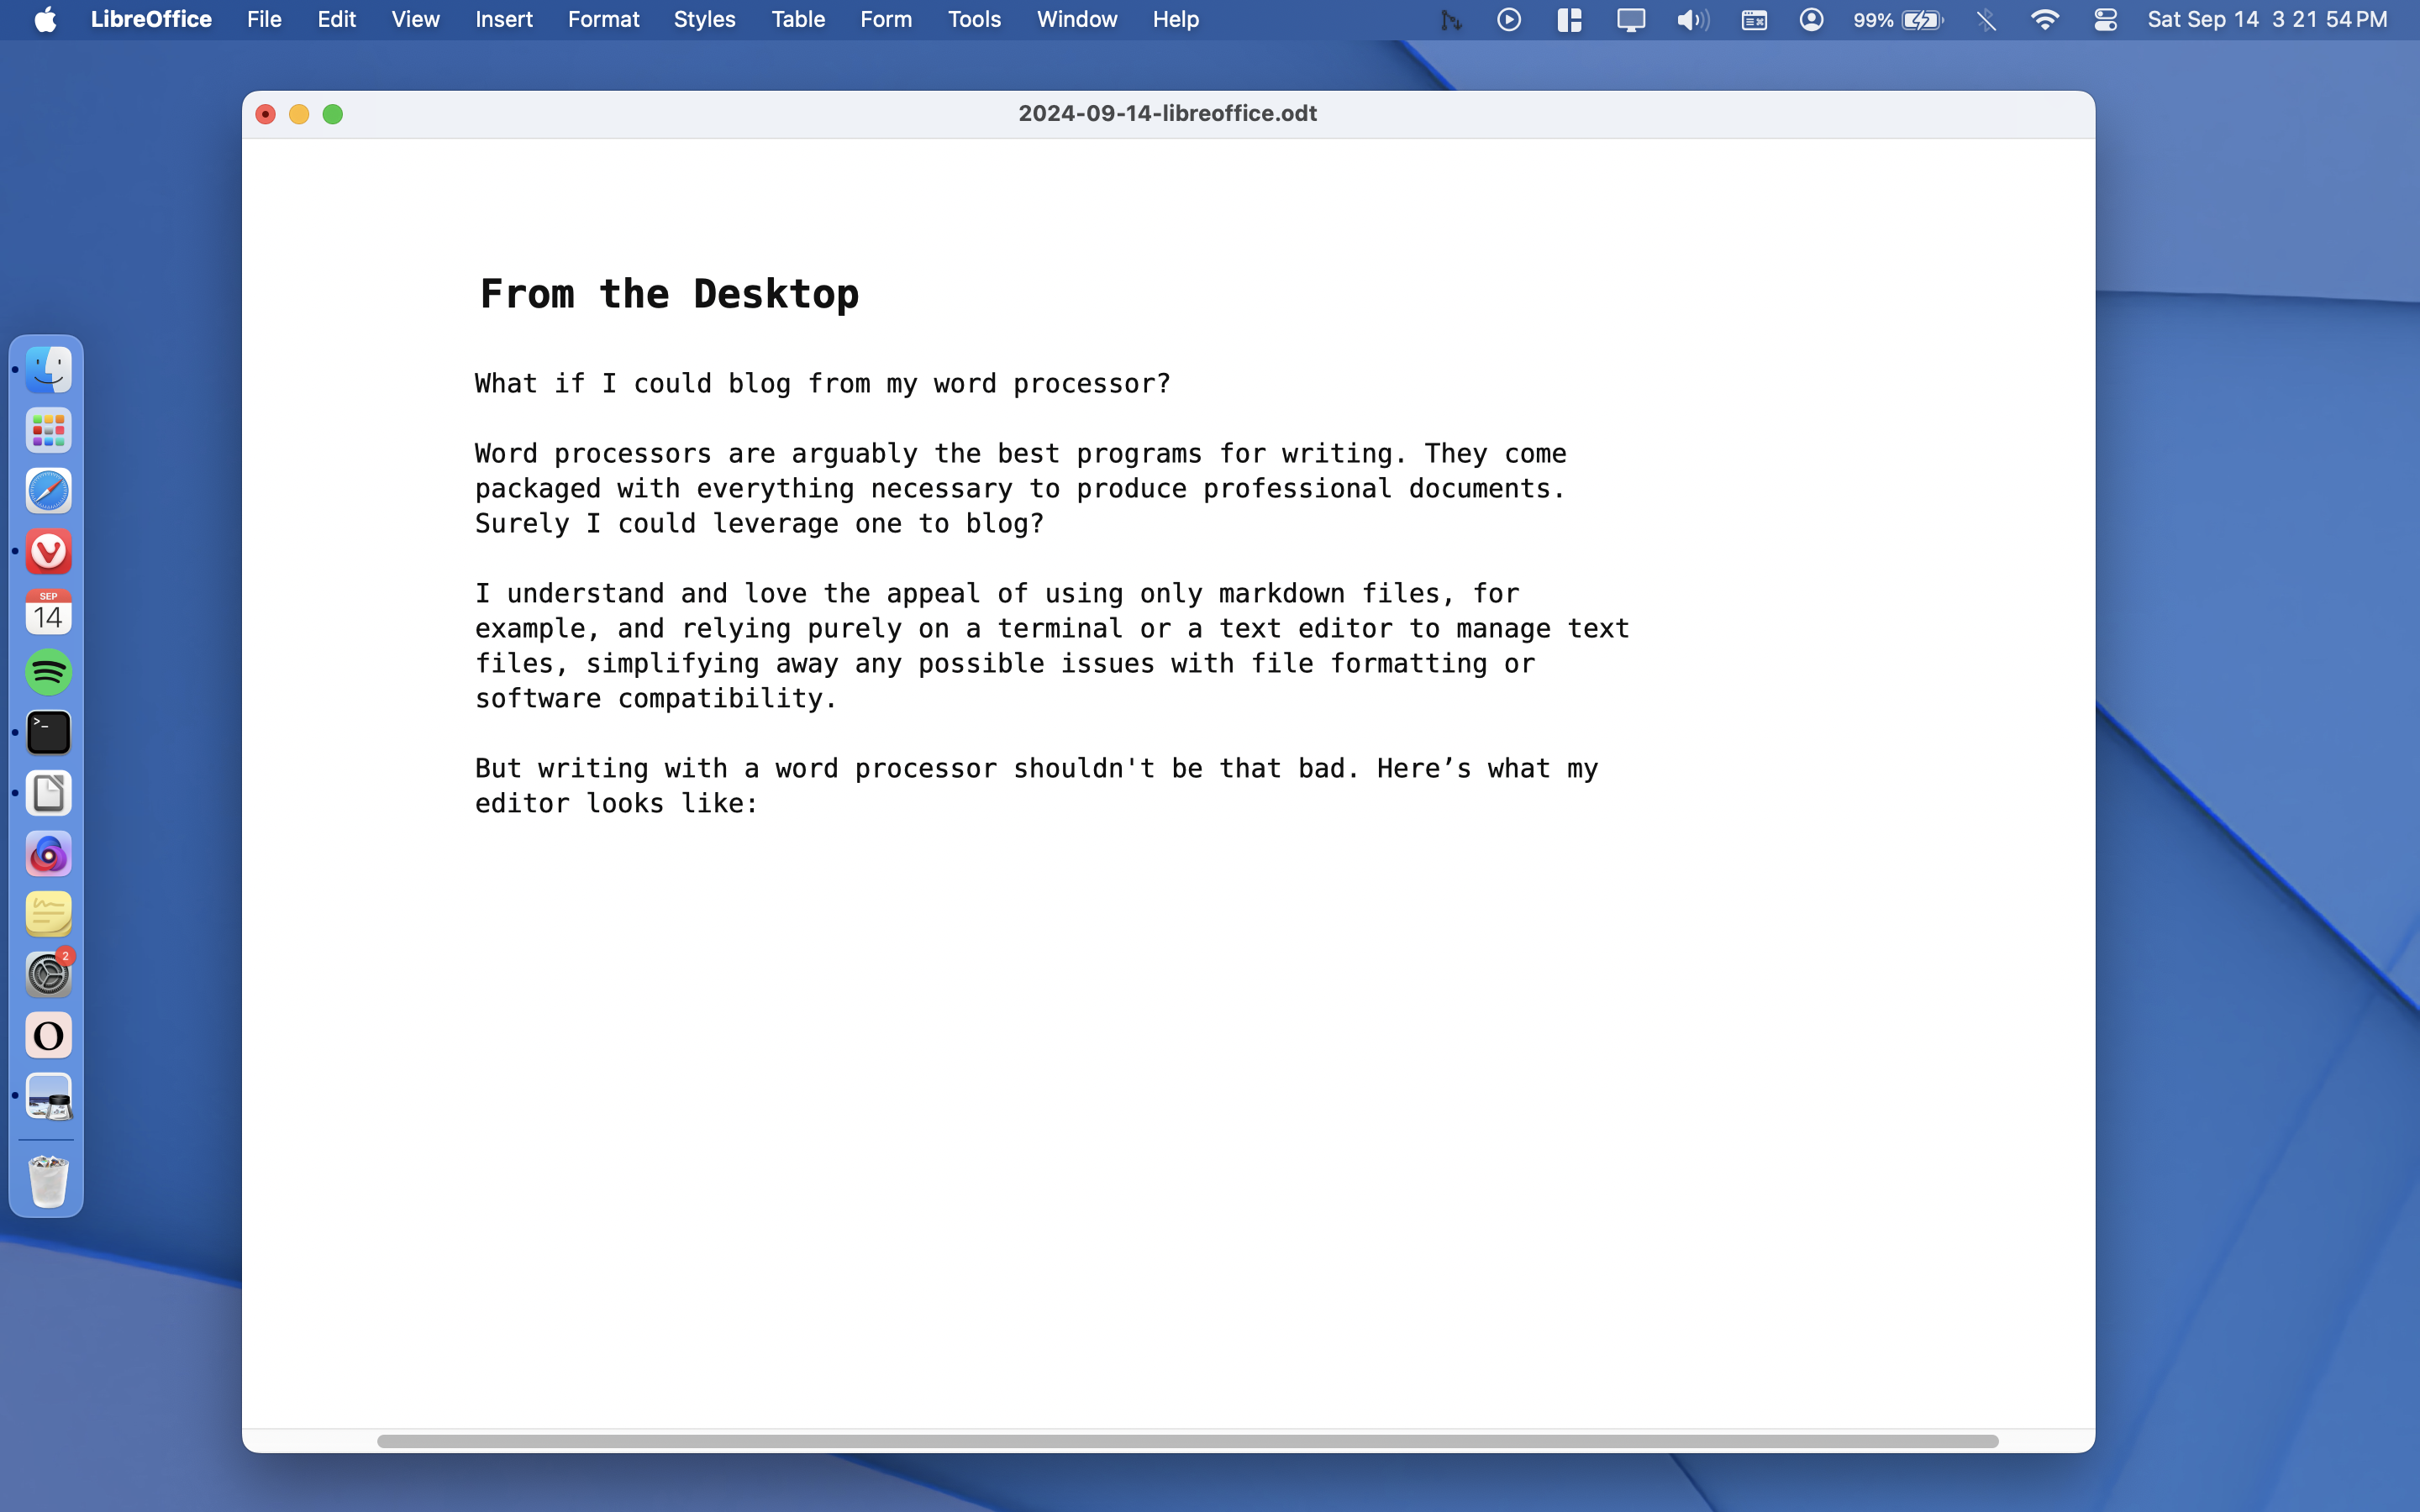 LibreOffice File Edit View Insert Format Styles Table Form Tools Window Help 99% Sat Sep 14 3 21 54 PM
2024-09-14-libreoffice.odt
From the Desktop
What if I could blog from my word processor?
Word processors are arguably the best programs for writing. They come
packaged with everything necessary to produce professional documents.
Surely I could leverage one to blog?
I understand and love the appeal of using only markdown files, for
example, and relying purely on a terminal or a text editor to manage text
files, simplifying away any possible issues with file formatting or
software compatibility.
But writing with a word processor shouldn't be that bad. Here’s what my
editor looks like:
SEP
14
>_
2
O